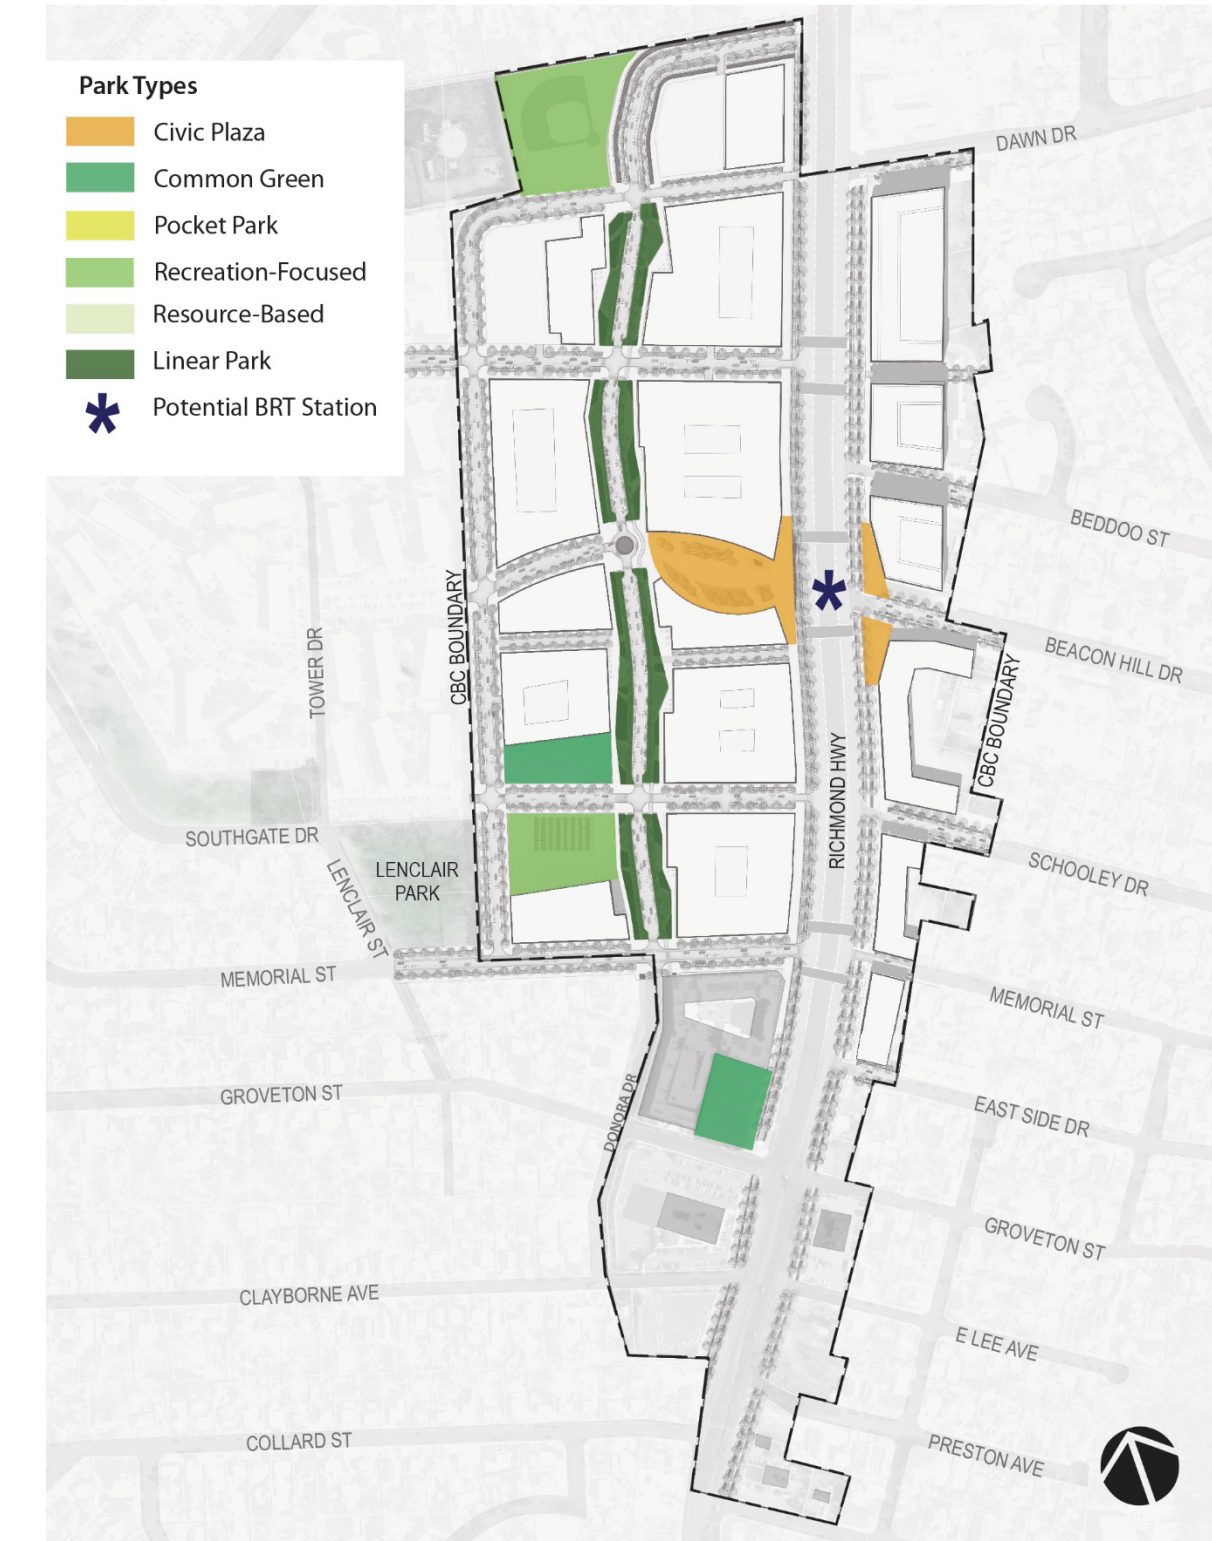 Park Types
Civic Plaza
Common Green
Pocket Park
Recreation-Focused
Resource-Based
Linear Park
Potential BRT Station
DAWN DR
BEDDOO ST
BEACON HILL DR
CBC BOUNDARY
TOWER DR
CBC BOUNDARY
RICHMOND HWY
SOUTHGATE DR
LENCLAIR
PARK
LENCLAIR ST
SCHOOLEY DR
MEMORIAL ST
MEMORIAL ST
GROVETON ST
DONORA DR
EAST SIDE DR
GROVETON ST
CLAYBORNE AVE
E LEE AVE
COLLARD ST
PRESTON AVE